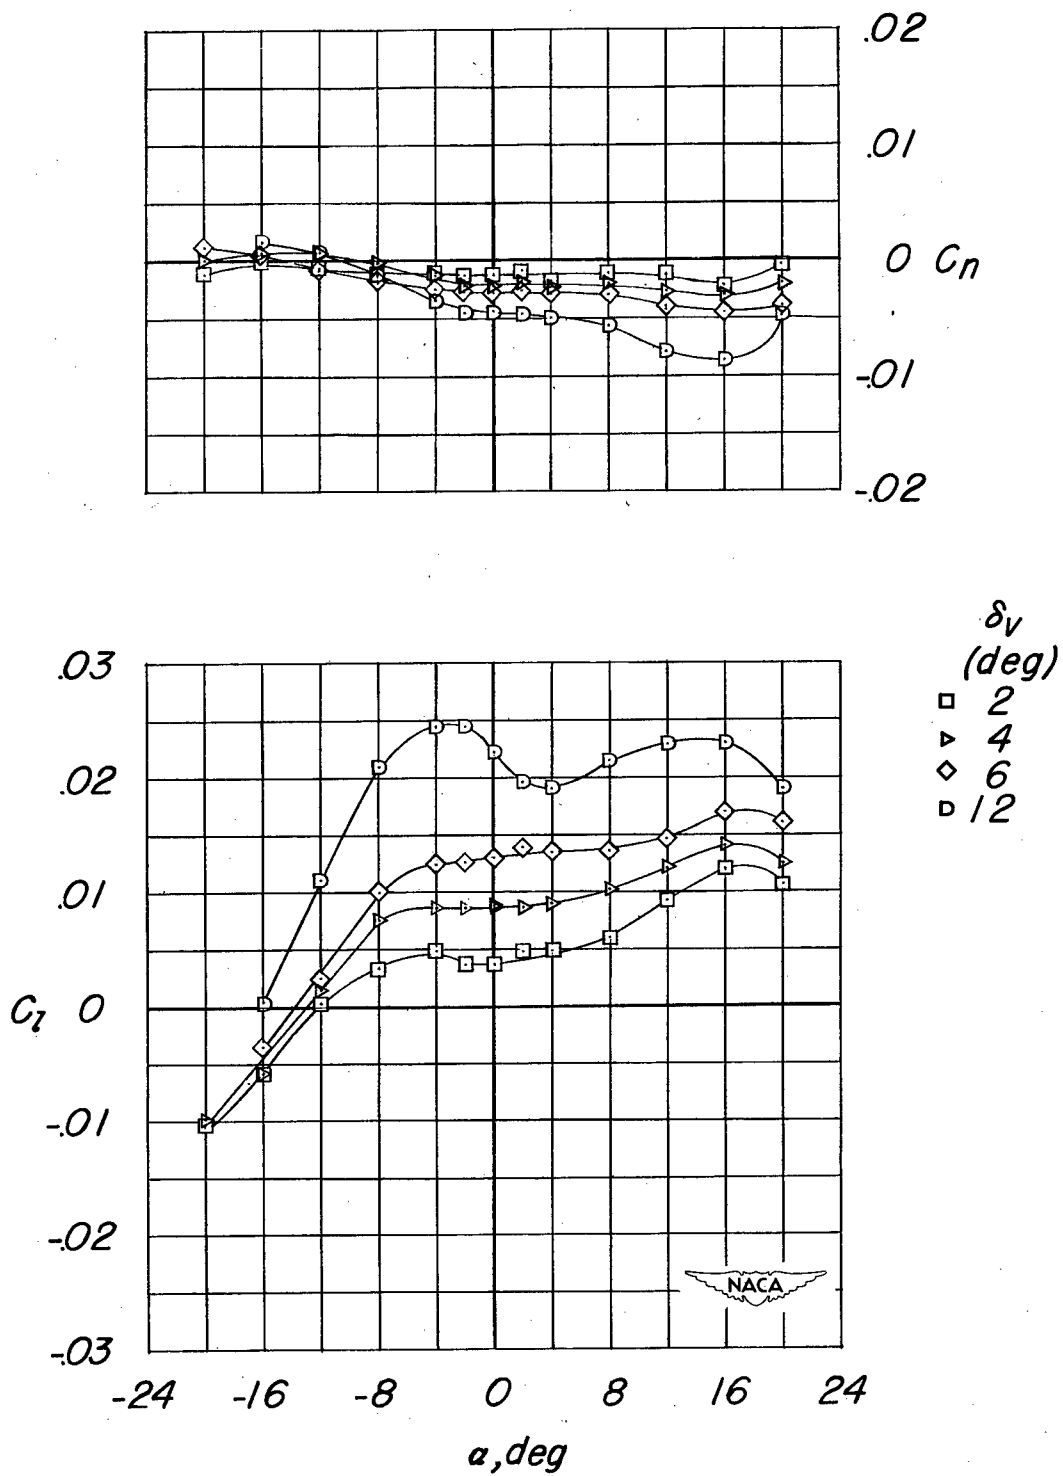 .02
.01
0 Cn
-.01
-.02
δV
(deg)
□ 2
▷ 4
◇ 6
D 12
.03
.02
.01
Cl 0
-.01
-.02
-.03
NACA
-24 -16 -8 0 8 16 24
α, deg